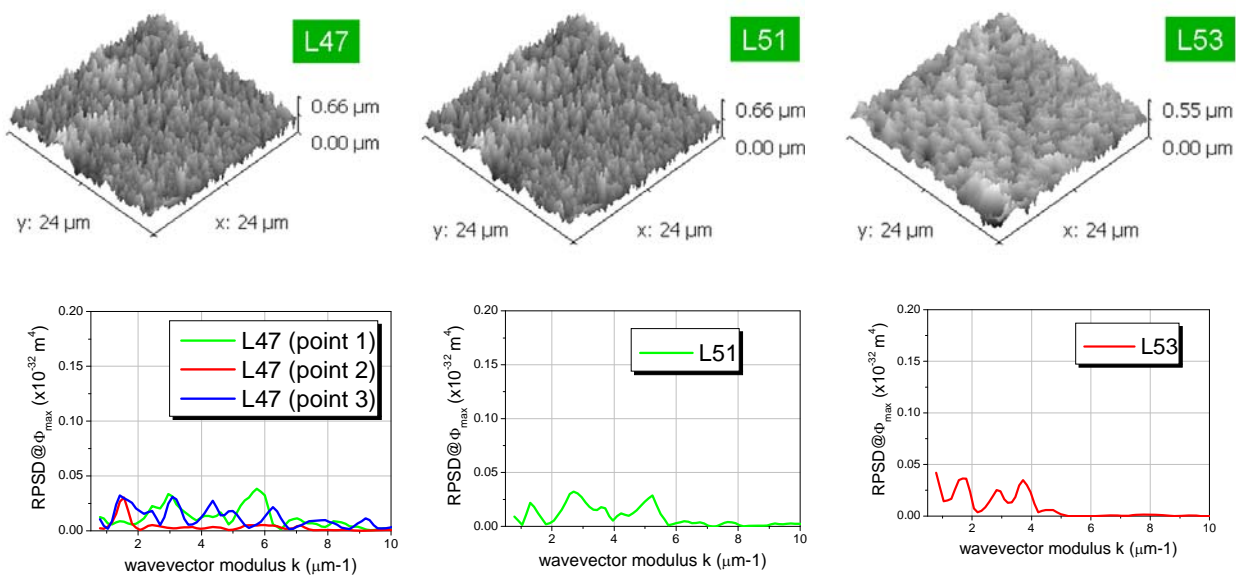 L47
0.66 µm
0.00 µm
y: 24 µm
x: 24 µm
L51
0.66 µm
0.00 µm
y: 24 µm
x: 24 µm
L53
0.55 µm
0.00 µm
y: 24 µm
x: 24 µm
RPSD@Φmax (x10-32 m4)
0.20
0.15
0.10
0.05
0.00
2 4 6 8 10
wavevector modulus k (µm-1)
L47 (point 1)
L47 (point 2)
L47 (point 3)
RPSD@Φmax (x10-32 m4)
0.20
0.15
0.10
0.05
0.00
2 4 6 8 10
wavevector modulus k (µm-1)
L51
RPSD@Φmax (x10-32 m4)
0.20
0.15
0.10
0.05
0.00
2 4 6 8 10
wavevector modulus k (µm-1)
L53